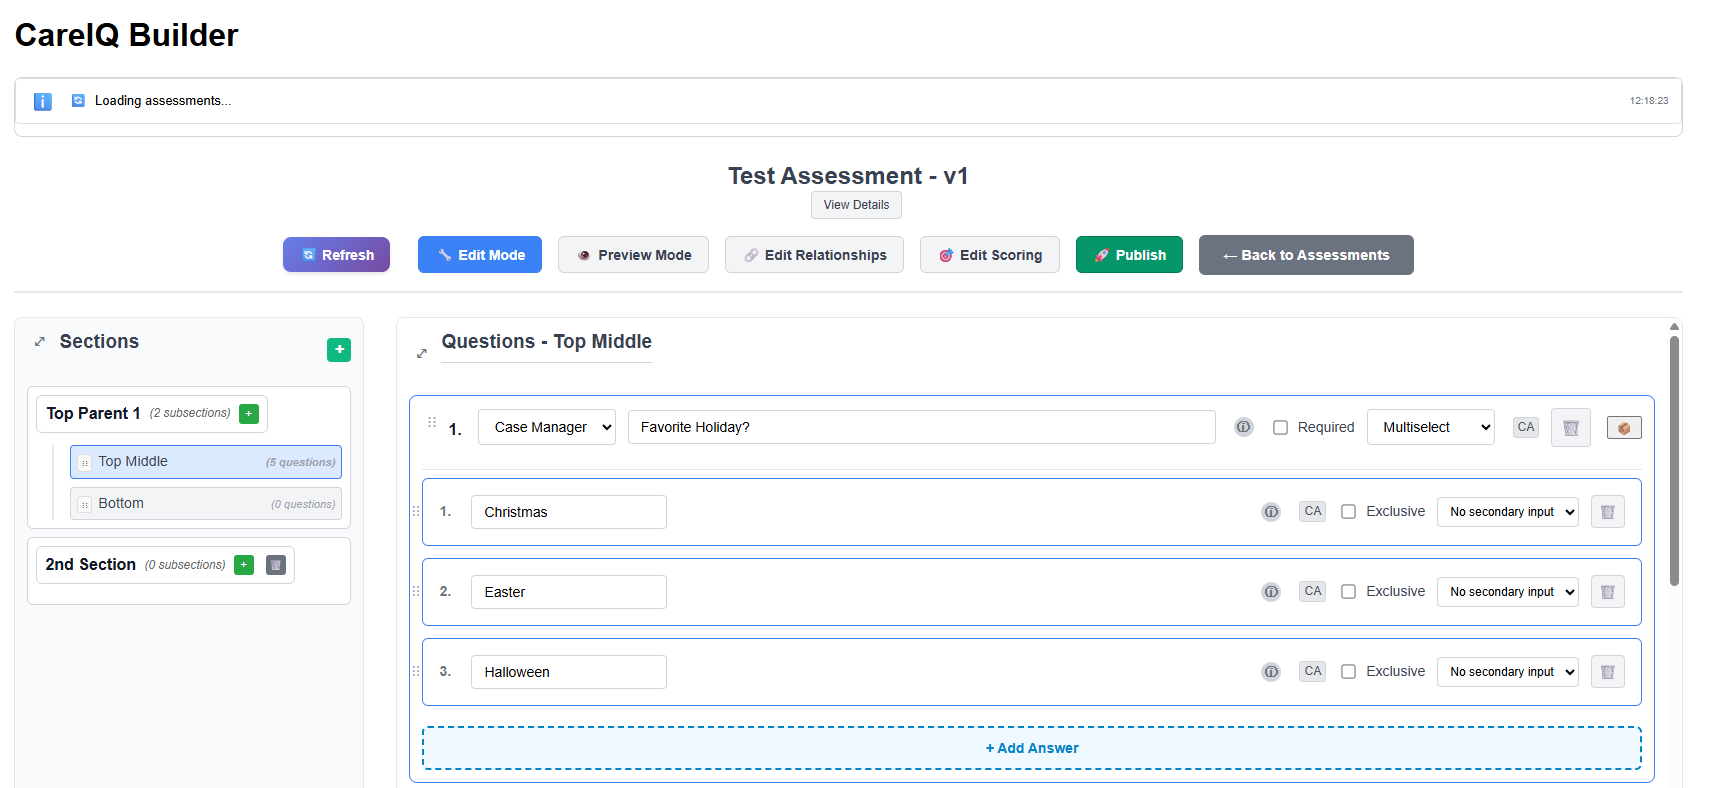 CareIQ Builder
Loading assessments... 12:18:23
Test Assessment - v1
View Details
Refresh Edit Mode Preview Mode Edit Relationships Edit Scoring Publish ← Back to Assessments
Sections +
Top Parent 1 (2 subsections) +
Top Middle (5 questions)
Bottom (0 questions)
2nd Section (0 subsections) +
Questions - Top Middle
1. Case Manager Favorite Holiday? Required Multiselect CA
1. Christmas CA Exclusive No secondary input
2. Easter CA Exclusive No secondary input
3. Halloween CA Exclusive No secondary input
+ Add Answer